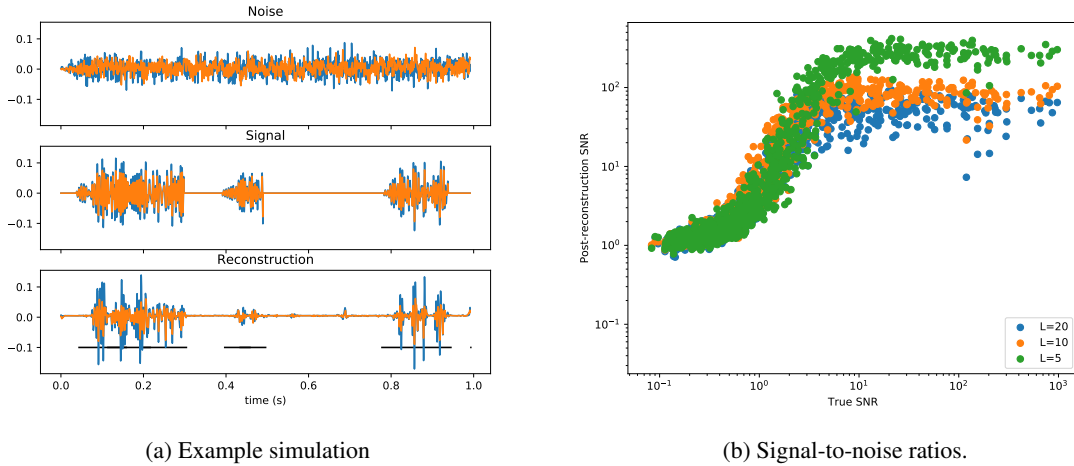 Noise
0.1
0.0
−0.1
Signal
0.1
0.0
−0.1
Reconstruction
0.1
0.0
−0.1
0.0 0.2 0.4 0.6 0.8 1.0
time (s)
(a) Example simulation
Post-reconstruction SNR
10²
10¹
10⁰
10⁻¹
L=20
L=10
L=5
10⁻¹ 10⁰ 10¹ 10² 10³
True SNR
(b) Signal-to-noise ratios.